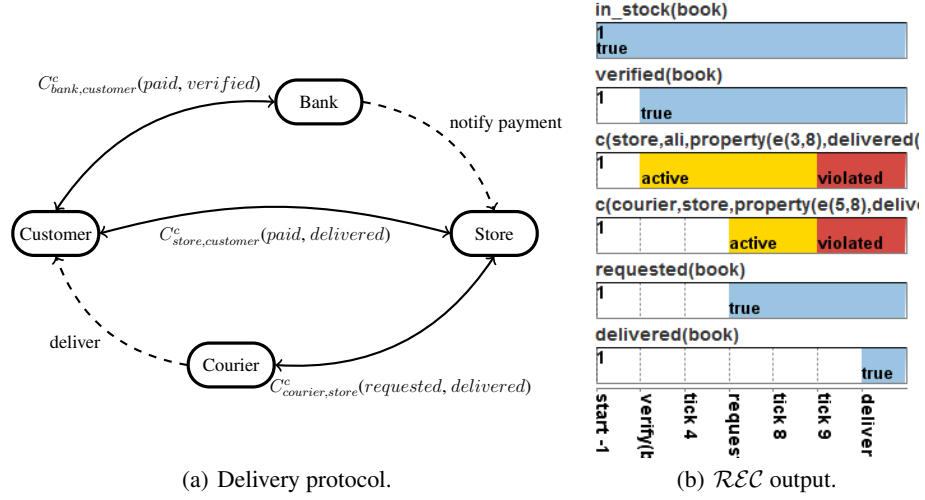 C^c_{bank,customer}(paid, verified)
Bank
notify payment
Customer
C^c_{store,customer}(paid, delivered)
Store
deliver
Courier
C^c_{courier,store}(requested, delivered)
(a) Delivery protocol.
in_stock(book)
1
true
verified(book)
1
true
c(store,ali,property(e(3,8),delivered(
1
active violated
c(courier,store,property(e(5,8),delive
1
active violated
requested(book)
1
true
delivered(book)
1
true
start -1
verify(b
tick 4
reques
tick 8
tick 9
deliver
(b) REC output.